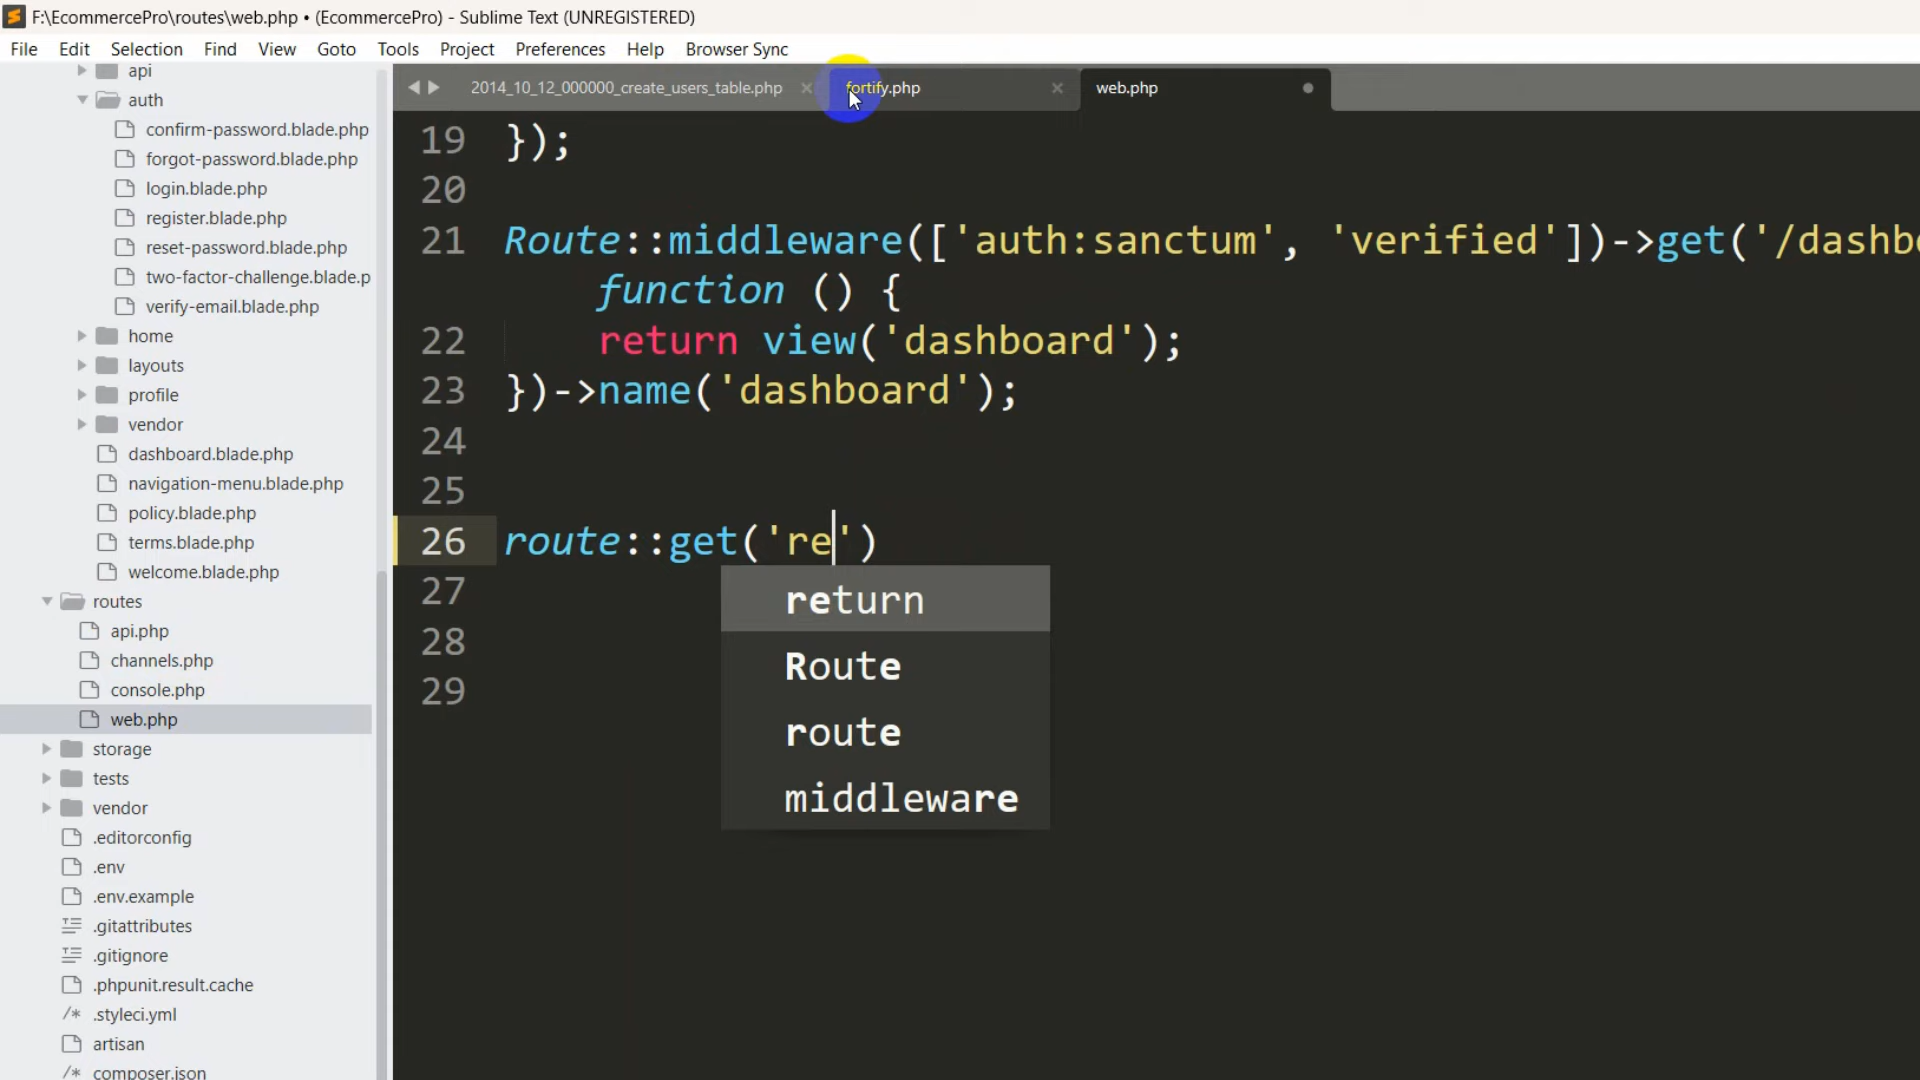 F:\EcommercePro\routes\web.php • (EcommercePro) - Sublime Text (UNREGISTERED)
File Edit Selection Find View Goto Tools Project Preferences Help Browser Sync
api
auth
confirm-password.blade.php
forgot-password.blade.php
login.blade.php
register.blade.php
reset-password.blade.php
two-factor-challenge.blade.p
verify-email.blade.php
home
layouts
profile
vendor
dashboard.blade.php
navigation-menu.blade.php
policy.blade.php
terms.blade.php
welcome.blade.php
routes
api.php
channels.php
console.php
web.php
storage
tests
vendor
.editorconfig
.env
.env.example
.gitattributes
.gitignore
.phpunit.result.cache
/* .styleci.yml
artisan
/* composer.json
2014_10_12_000000_create_users_table.php × fortify.php × web.php
19 });
20
21 Route::middleware(['auth:sanctum', 'verified'])->get('/dashbo
function () {
22 return view('dashboard');
23 })->name('dashboard');
24
25
26 route::get('re')
27
28
29
return
Route
route
middleware